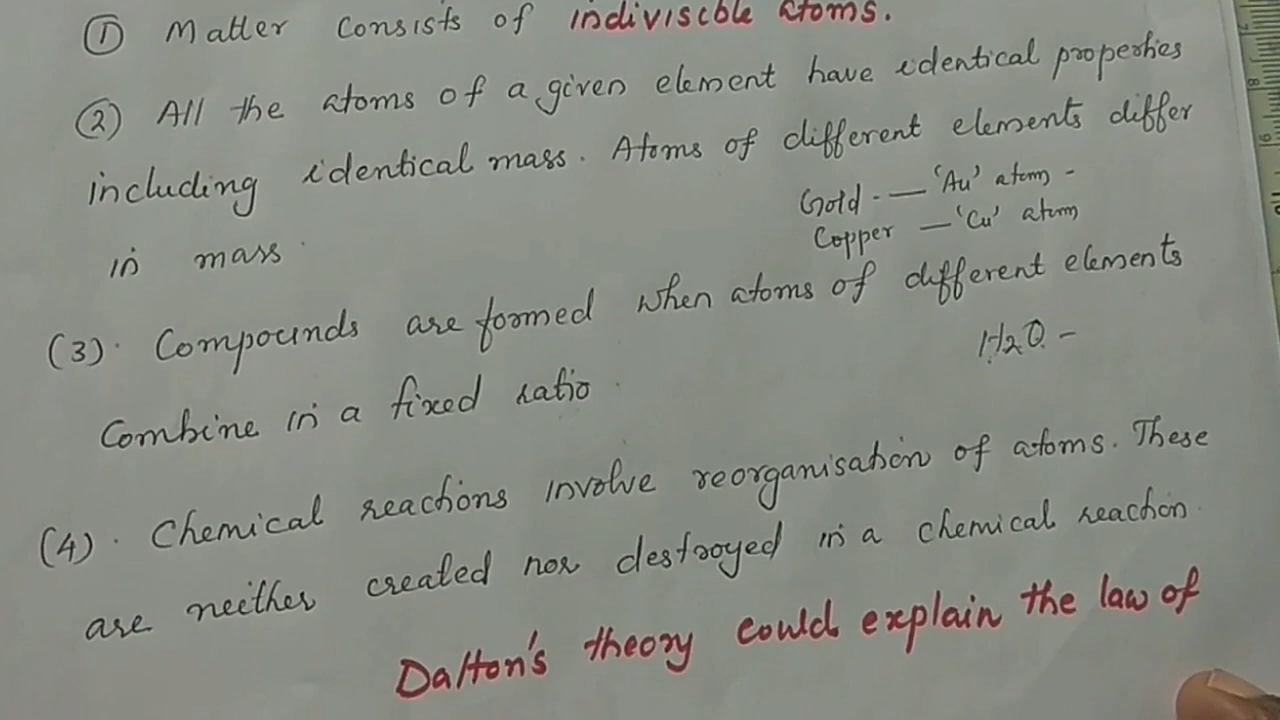 ① Matter consists of indivisible atoms.
② All the atoms of a given element have identical properties
including identical mass. Atoms of different elements differ
Gold - — 'Au' atom -
in mass.
Copper — 'Cu' atom
(3). Compounds are formed when atoms of different elements
H2O. -
Combine in a fixed ratio.
(4). Chemical reactions involve reorganisation of atoms. These
are neither created nor destroyed in a chemical reaction.
Dalton's theory could explain the law of